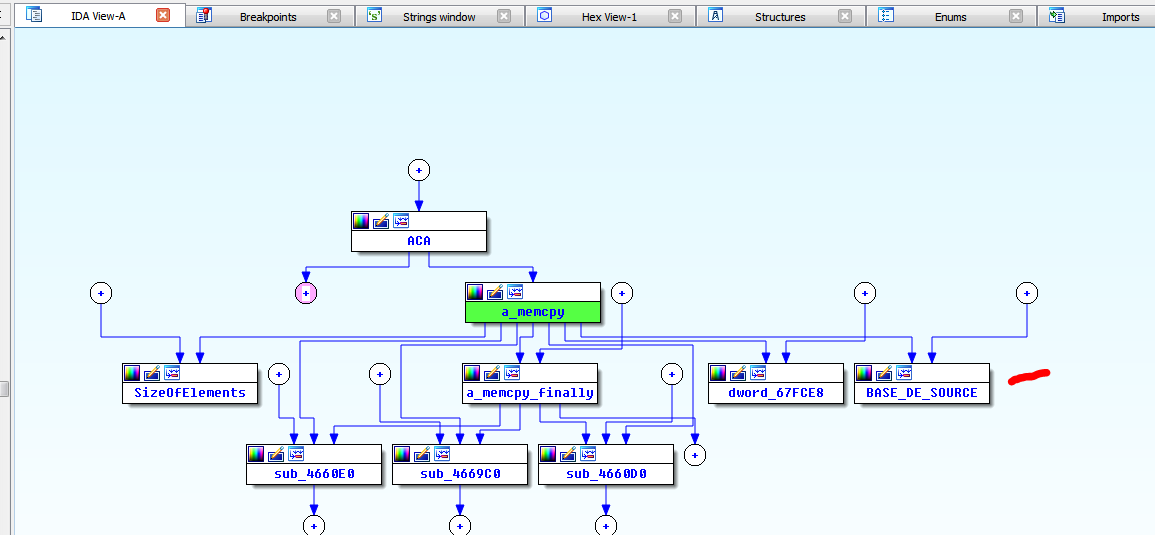 IDA View-A Breakpoints Strings window Hex View-1 Structures Enums Imports
ACA
a_memcpy
SizeOfElements a_memcpy_finally dword_67FCE8 BASE_DE_SOURCE
sub_4660E0 sub_4669C0 sub_4660D0